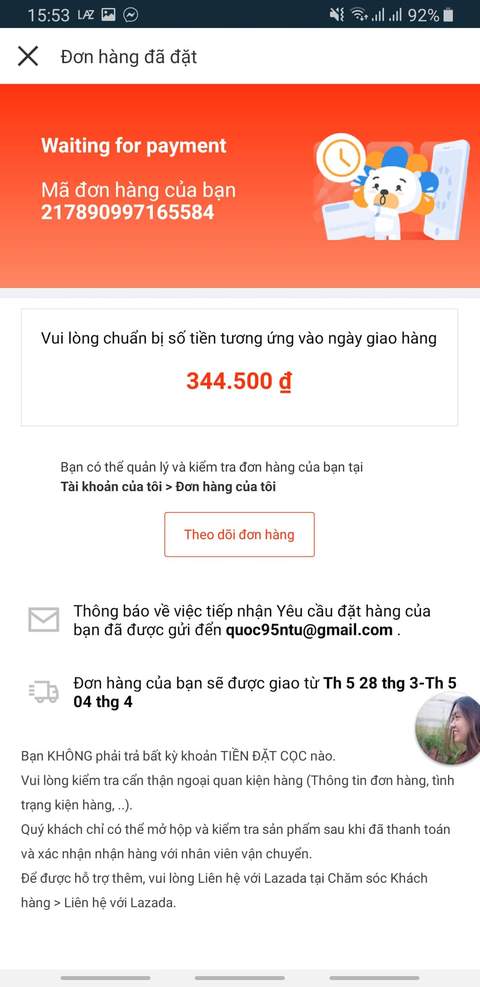 15:53 LAZ 92%
Đơn hàng đã đặt
Waiting for payment
Mã đơn hàng của bạn
217890997165584
Vui lòng chuẩn bị số tiền tương ứng vào ngày giao hàng
344.500 ₫
Bạn có thể quản lý và kiểm tra đơn hàng của bạn tại
Tài khoản của tôi > Đơn hàng của tôi
Theo dõi đơn hàng
Thông báo về việc tiếp nhận Yêu cầu đặt hàng của
bạn đã được gửi đến quoc95ntu@gmail.com .
Đơn hàng của bạn sẽ được giao từ Th 5 28 thg 3-Th 5
04 thg 4
Bạn KHÔNG phải trả bất kỳ khoản TIỀN ĐẶT CỌC nào.
Vui lòng kiểm tra cẩn thận ngoại quan kiện hàng (Thông tin đơn hàng, tình
trạng kiện hàng, ..).
Quý khách chỉ có thể mở hộp và kiểm tra sản phẩm sau khi đã thanh toán
và xác nhận nhận hàng với nhân viên vận chuyển.
Để được hỗ trợ thêm, vui lòng Liên hệ với Lazada tại Chăm sóc Khách
hàng > Liên hệ với Lazada.